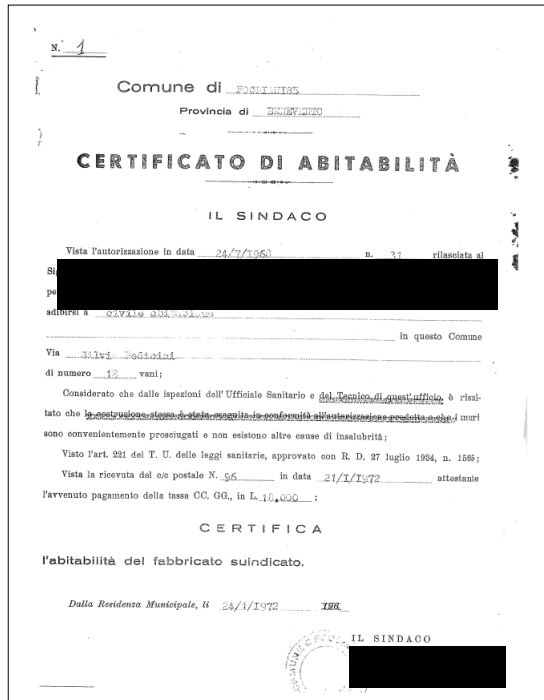 N. 1
Comune di FOGLIANISE
Provincia di BENEVENTO
CERTIFICATO DI ABITABILITÀ
IL SINDACO
Vista l'autorizzazione in data 24/7/1968 n. 31 rilasciata al
adibirsi a civile abitazione
in questo Comune
Via Silvi Pedicini
di numero 12 vani;
Considerato che dalle ispezioni dell'Ufficiale Sanitario e del Tecnico di quest'ufficio, è risul-
tato che la costruzione stessa è stata eseguita in conformità all'autorizzazione predetta e che i muri
sono convenientemente prosciugati e non esistono altre cause di insalubrità;
Visto l'art. 221 del T. U. delle leggi sanitarie, approvato con R. D. 27 luglio 1934, n. 1565;
Vista la ricevuta del c/c postale N. 96 in data 21/I/1972 attestante
l'avvenuto pagamento della tassa CC. GG., in L. 18.000 ;
CERTIFICA
l'abitabilità del fabbricato suindicato.
Dalla Residenza Municipale, li 24/1/1972 196
IL SINDACO